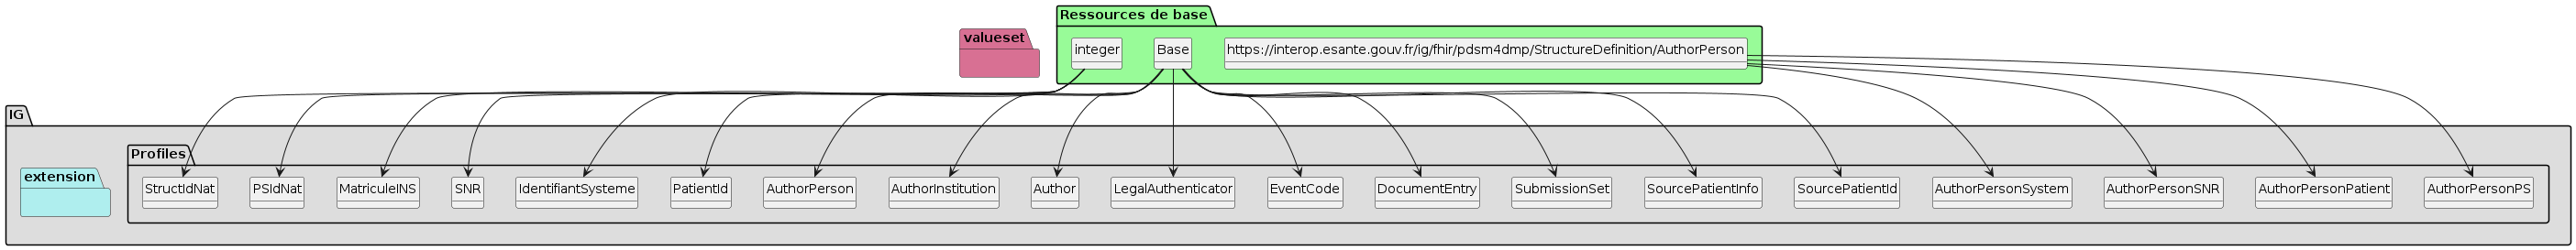 Ressources de base
valueset
integer
Base
https://interop.esante.gouv.fr/ig/fhir/pdsm4dmp/StructureDefinition/AuthorPerson
IG
Profiles
extension
StructIdNat
PSIdNat
MatriculeINS
SNR
IdentifiantSysteme
PatientId
AuthorPerson
AuthorInstitution
Author
LegalAuthenticator
EventCode
DocumentEntry
SubmissionSet
SourcePatientInfo
SourcePatientId
AuthorPersonSystem
AuthorPersonSNR
AuthorPersonPatient
AuthorPersonPS